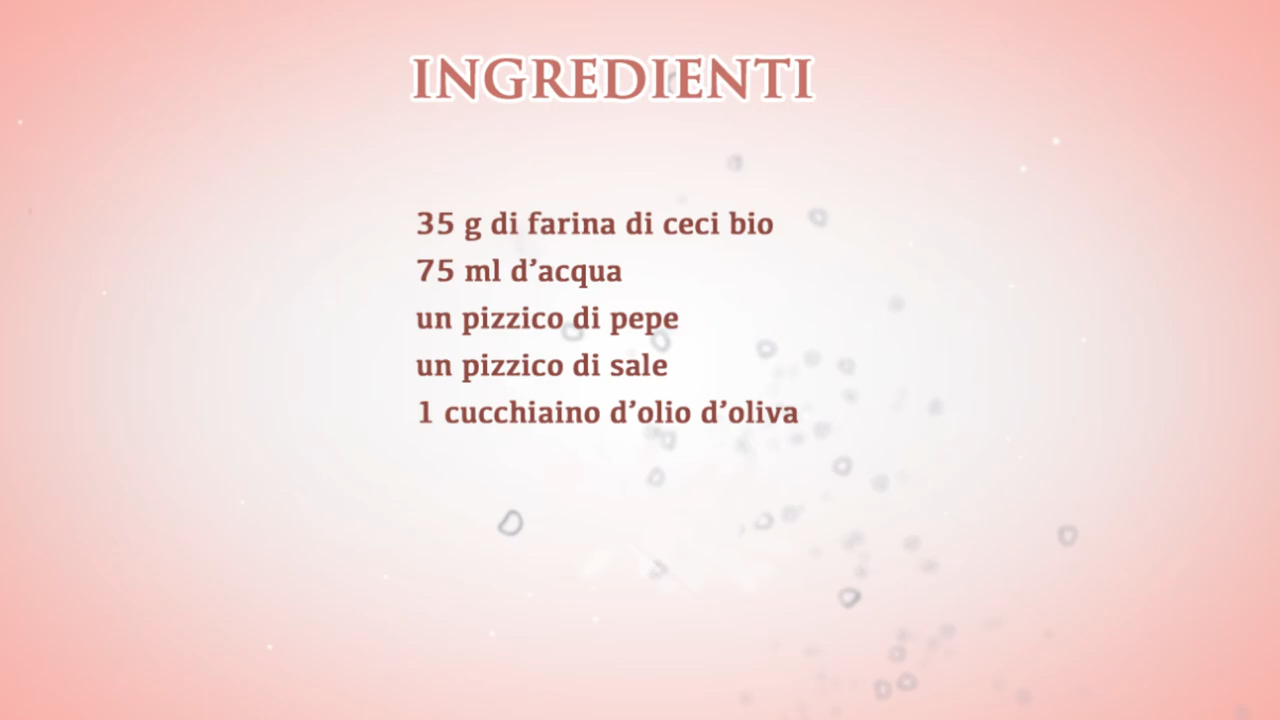 INGREDIENTI
35 g di farina di ceci bio
75 ml d’acqua
un pizzico di pepe
un pizzico di sale
1 cucchiaino d’olio d’oliva